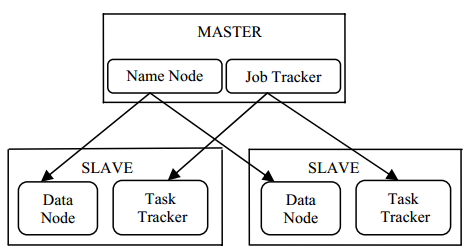 MASTER
Name Node
Job Tracker
SLAVE
Data
Node
Task
Tracker
SLAVE
Data
Node
Task
Tracker